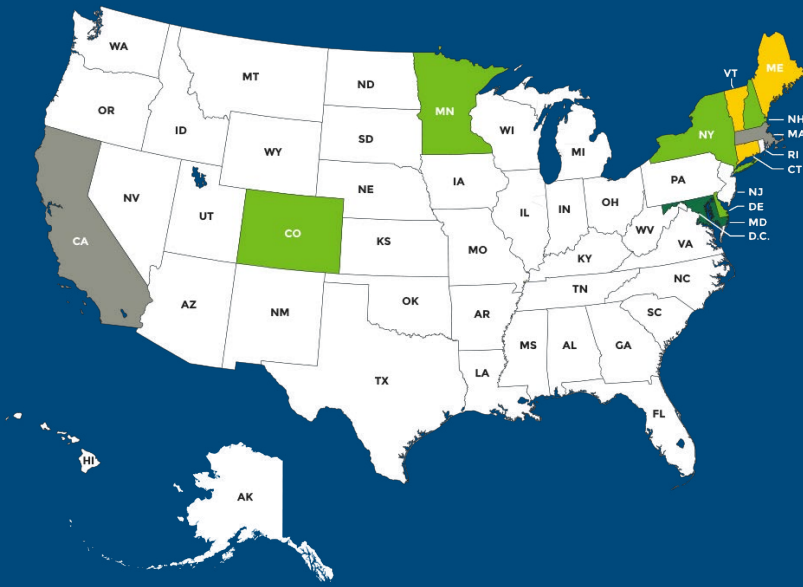 WA
MT
ND
MN
VT
ME
OR
ID
SD
WI
MI
NY
NH
MA
RI
CT
WY
IA
PA
NJ
DE
MD
D.C.
NV
UT
NE
IL
IN
OH
WV
VA
CA
CO
KS
MO
KY
NC
TN
AZ
NM
OK
AR
SC
MS
AL
GA
TX
LA
FL
HI
AK